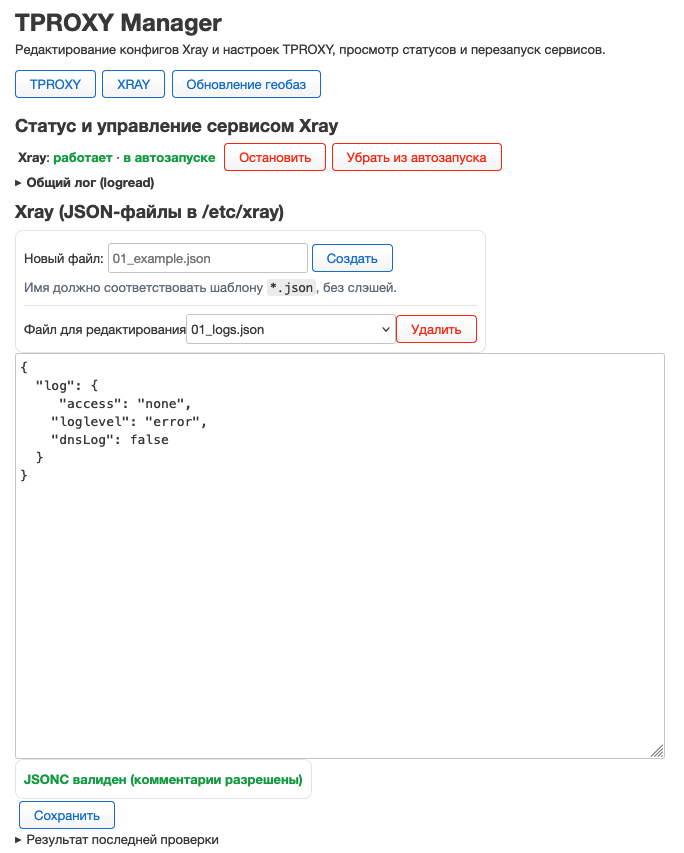 TPROXY Manager
Редактирование конфигов Xray и настроек TPROXY, просмотр статусов и перезапуск сервисов.
TPROXY XRAY Обновление геобаз
Статус и управление сервисом Xray
Xray: работает · в автозапуске Остановить Убрать из автозапуска
▸ Общий лог (logread)
Xray (JSON-файлы в /etc/xray)
Новый файл: 01_example.json Создать
Имя должно соответствовать шаблону *.json, без слэшей.
Файл для редактирования 01_logs.json Удалить
{
  "log": {
     "access": "none",
    "loglevel": "error",
    "dnsLog": false
  }
}
JSONC валиден (комментарии разрешены)
Сохранить
▸ Результат последней проверки